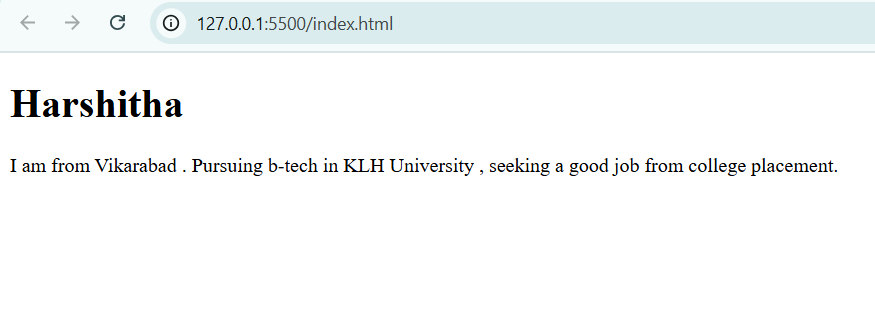 127.0.0.1:5500/index.html
Harshitha
I am from Vikarabad . Pursuing b-tech in KLH University , seeking a good job from college placement.